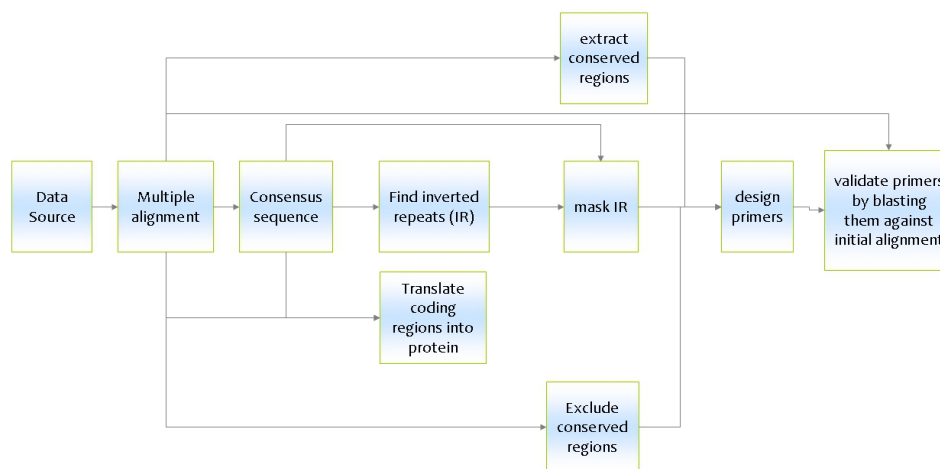 extract
conserved
regions
Data
Source
Multiple
alignment
Consensus
sequence
Find inverted
repeats (IR)
mask IR
design
primers
validate primers
by blasting
them against
initial alignment
Translate
coding
regions into
protein
Exclude
conserved
regions